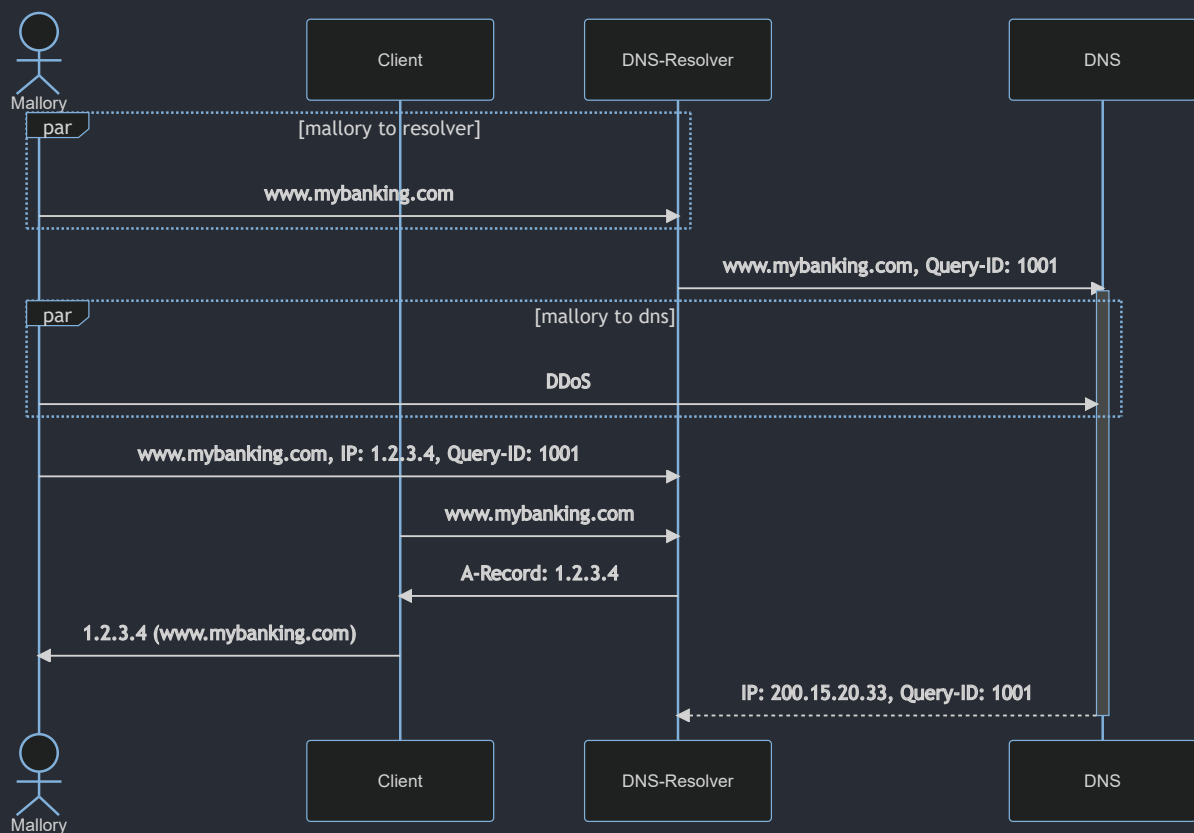 Mallory
Client
DNS-Resolver
DNS
par
[mallory to resolver]
www.mybanking.com
www.mybanking.com, Query-ID: 1001
par
[mallory to dns]
DDoS
www.mybanking.com, IP: 1.2.3.4, Query-ID: 1001
www.mybanking.com
A-Record: 1.2.3.4
1.2.3.4 (www.mybanking.com)
IP: 200.15.20.33, Query-ID: 1001
Mallory
Client
DNS-Resolver
DNS